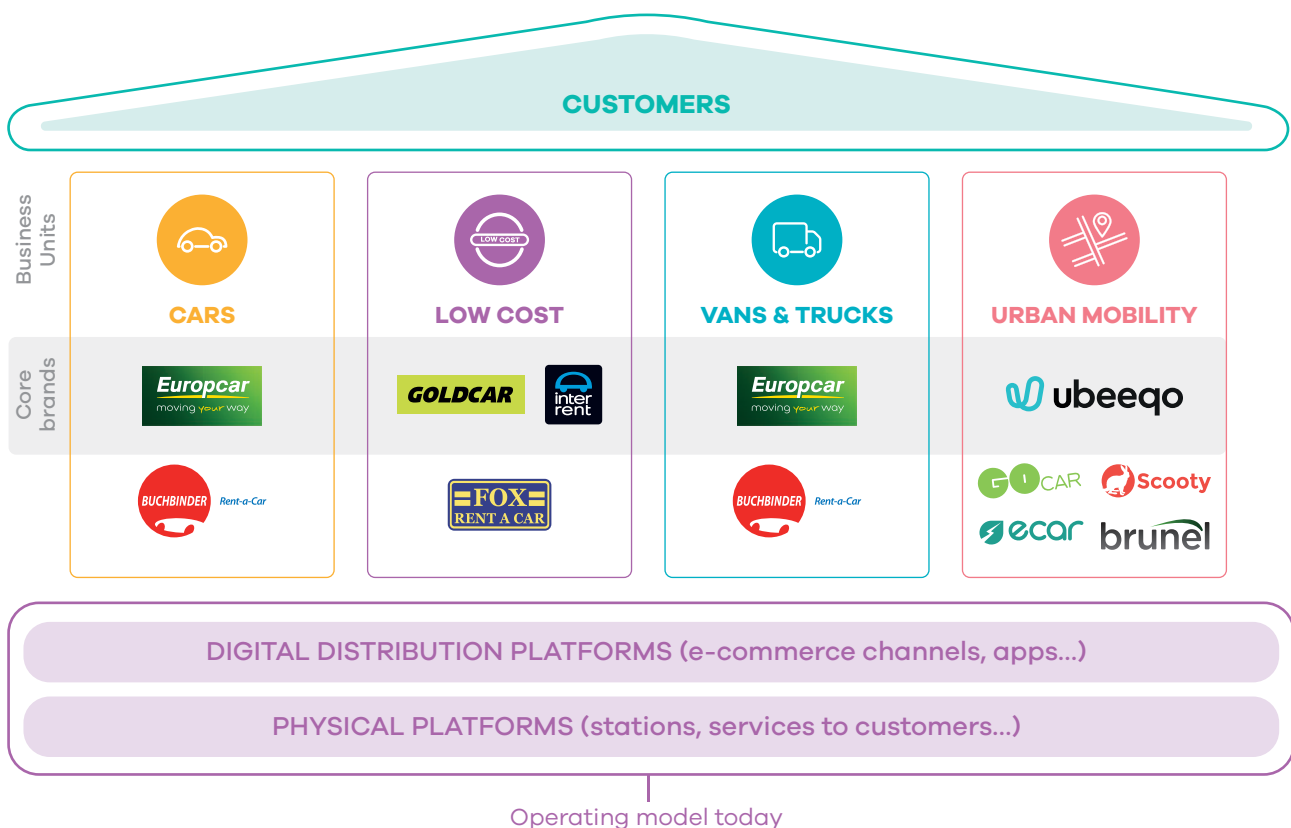 CUSTOMERS
Business
Units
LOW COST
CARS
LOW COST
VANS & TRUCKS
URBAN MOBILITY
Core
brands
Europcar
moving your way
GOLDCAR
inter
rent
Europcar
moving your way
ubeeqo
BUCHBINDER Rent-a-Car
FOX
RENT A CAR
BUCHBINDER Rent-a-Car
GOCAR
Scooty
ecar
brunel
DIGITAL DISTRIBUTION PLATFORMS (e-commerce channels, apps...)
PHYSICAL PLATFORMS (stations, services to customers...)
Operating model today